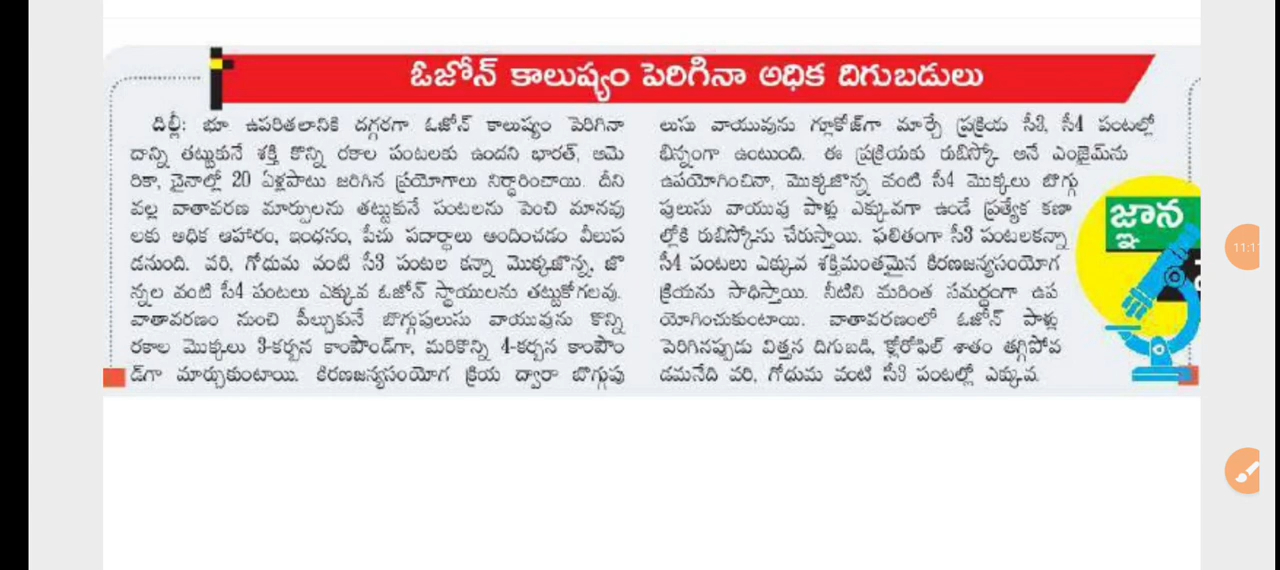 ఓజోన్ కాలుష్యం పెరిగినా అధిక దిగుబడులు
దిల్లీ: భూ ఉపరితలానికి దగ్గరగా ఓజోన్ కాలుష్యం పెరిగినా
దాన్ని తట్టుకునే శక్తి కొన్ని రకాల పంటలకు ఉందని భారత్, అమె
రికా, చైనాల్లో 20 ఏళ్లపాటు జరిగిన ప్రయోగాలు నిర్ధారించాయి. దీని
వల్ల వాతావరణ మార్పులను తట్టుకునే పంటలను పెంచి మానవు
లకు అధిక ఆహారం, ఇంధనం, పీచు పదార్థాలు అందించడం వీలుప
డనుంది. వరి, గోధుమ వంటి సీ3 పంటల కన్నా మొక్కజొన్న, జొ
న్నల వంటి సీ4 పంటలు ఎక్కువ ఓజోన్ స్థాయులను తట్టుకోగలవు.
వాతావరణం నుంచి పీల్చుకునే బొగ్గుపులుసు వాయువును కొన్ని
రకాల మొక్కలు 3-కర్బన కాంపౌండ్‌గా, మరికొన్ని 4-కర్బన కాంపౌం
డ్‌గా మార్చుకుంటాయి. కిరణజన్యసంయోగ క్రియ ద్వారా బొగ్గుపు
లుసు వాయువును గ్లూకోజ్‌గా మార్చే ప్రక్రియ సీ3, సీ4 పంటల్లో
భిన్నంగా ఉంటుంది. ఈ ప్రక్రియకు రుబిస్కో అనే ఎంజైమ్‌ను
ఉపయోగించినా, మొక్కజొన్న వంటి సీ4 మొక్కలు బొగ్గు
పులుసు వాయువు పాళ్లు ఎక్కువగా ఉండే ప్రత్యేక కణా
ల్లోకి రుబిస్కోను చేరుస్తాయి. ఫలితంగా సీ3 పంటలకన్నా
సీ4 పంటలు ఎక్కువ శక్తిమంతమైన కిరణజన్యసంయోగ
క్రియను సాధిస్తాయి. నీటిని మరింత సమర్థంగా ఉప
యోగించుకుంటాయి. వాతావరణంలో ఓజోన్ పాళ్లు
పెరిగినప్పుడు విత్తన దిగుబడి, క్లోరోఫిల్ శాతం తగ్గిపోవ
డమనేది వరి, గోధుమ వంటి సీ3 పంటల్లో ఎక్కువ
జ్ఞాన